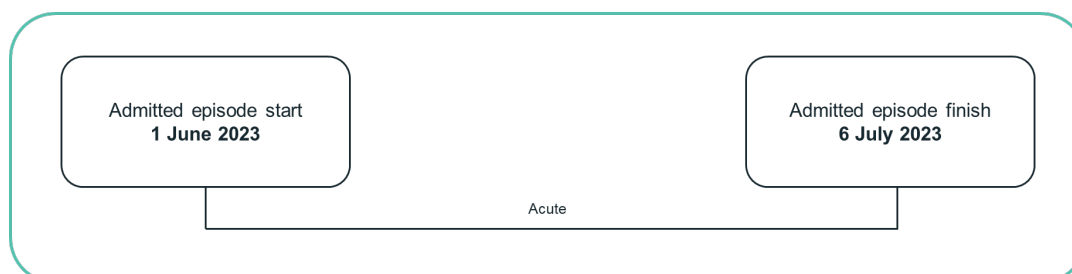 Admitted episode start
1 June 2023
Admitted episode finish
6 July 2023
Acute